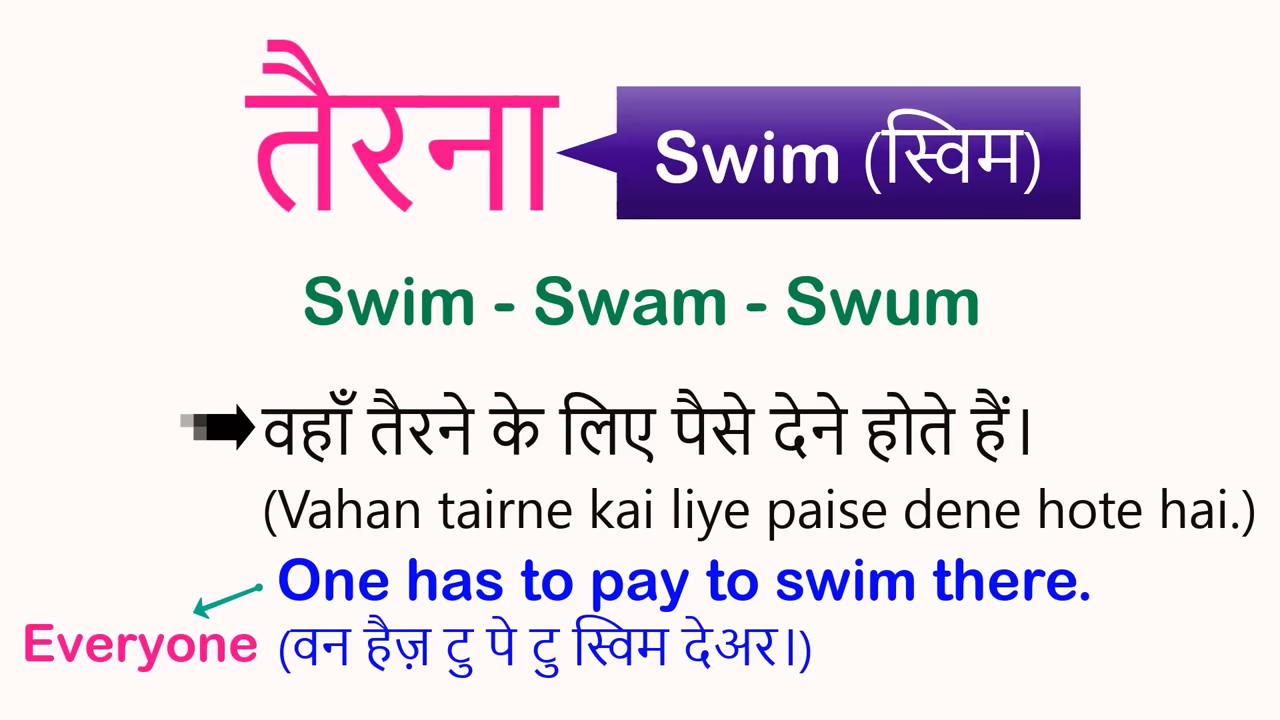 तैरना
Swim (स्विम)
Swim - Swam - Swum
वहाँ तैरने के लिए पैसे देने होते हैं।
(Vahan tairne kai liye paise dene hote hai.)
One has to pay to swim there.
Everyone (वन हैज़ टु पे टु स्विम देअर।)